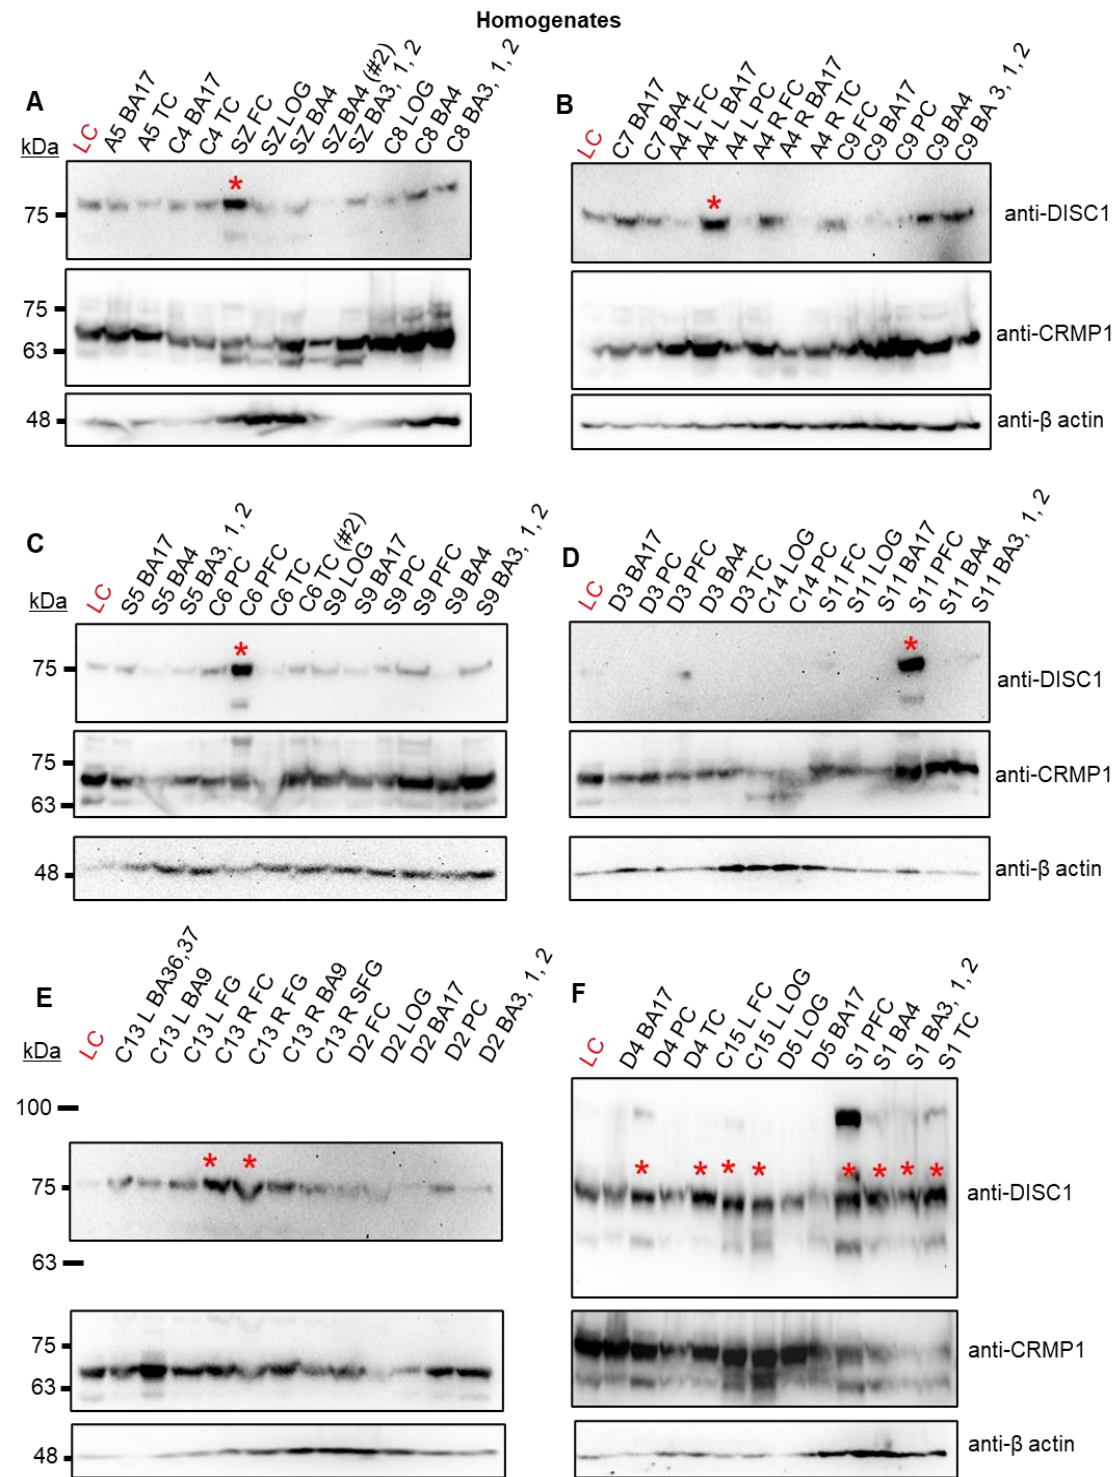 Homogenates
A
kDa
LC
A5 BA17
A5 TC
C4 BA17
C4 TC
SZ FC
SZ LOG
SZ BA4
SZ BA4 (#2)
SZ BA3, 1, 2
C8 LOG
C8 BA4
C8 BA3, 1, 2
*
75
75
63
48
B
LC
C7 BA17
C7 BA4
A4 L FC
A4 L BA17
A4 L PC
A4 R FC
A4 R BA17
A4 R TC
C9 FC
C9 BA17
C9 PC
C9 BA4
C9 BA 3, 1, 2
*
anti-DISC1
anti-CRMP1
anti-β actin
C
kDa
LC
S5 BA17
S5 BA4
S5 BA3, 1, 2
C6 PC
C6 PFC
C6 TC
C6 TC (#2)
S9 LOG
S9 BA17
S9 PC
S9 PFC
S9 BA4
S9 BA3, 1, 2
*
75
75
63
48
D
LC
D3 BA17
D3 PC
D3 PFC
D3 BA4
D3 TC
C14 LOG
C14 PC
S11 FC
S11 LOG
S11 BA17
S11 PFC
S11 BA4
S11 BA3, 1, 2
*
anti-DISC1
anti-CRMP1
anti-β actin
E
kDa
LC
C13 L BA36,37
C13 L BA9
C13 L FG
C13 R FC
C13 R FG
C13 R BA9
C13 R SFG
D2 FC
D2 LOG
D2 BA17
D2 PC
D2 BA3, 1, 2
100
* *
75
63
75
63
48
F
LC
D4 BA17
D4 PC
D4 TC
C15 L FC
C15 L LOG
D5 LOG
D5 BA17
S1 PFC
S1 BA4
S1 BA3, 1, 2
S1 TC
* * * * * * * *
anti-DISC1
anti-CRMP1
anti-β actin